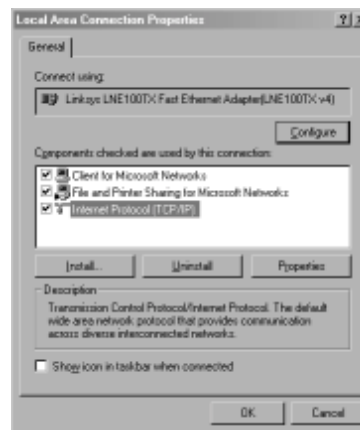 Local Area Connection Properties
General
Connect using:
Linksys LNE100TX Fast Ethernet Adapter(LNE100TX v4)
Configure
Components checked are used by this connection:
Client for Microsoft Networks
File and Printer Sharing for Microsoft Networks
Internet Protocol (TCP/IP)
Install... Uninstall Properties
Description
Transmission Control Protocol/Internet Protocol. The default
wide area network protocol that provides communication
across diverse interconnected networks.
Show icon in taskbar when connected
OK Cancel